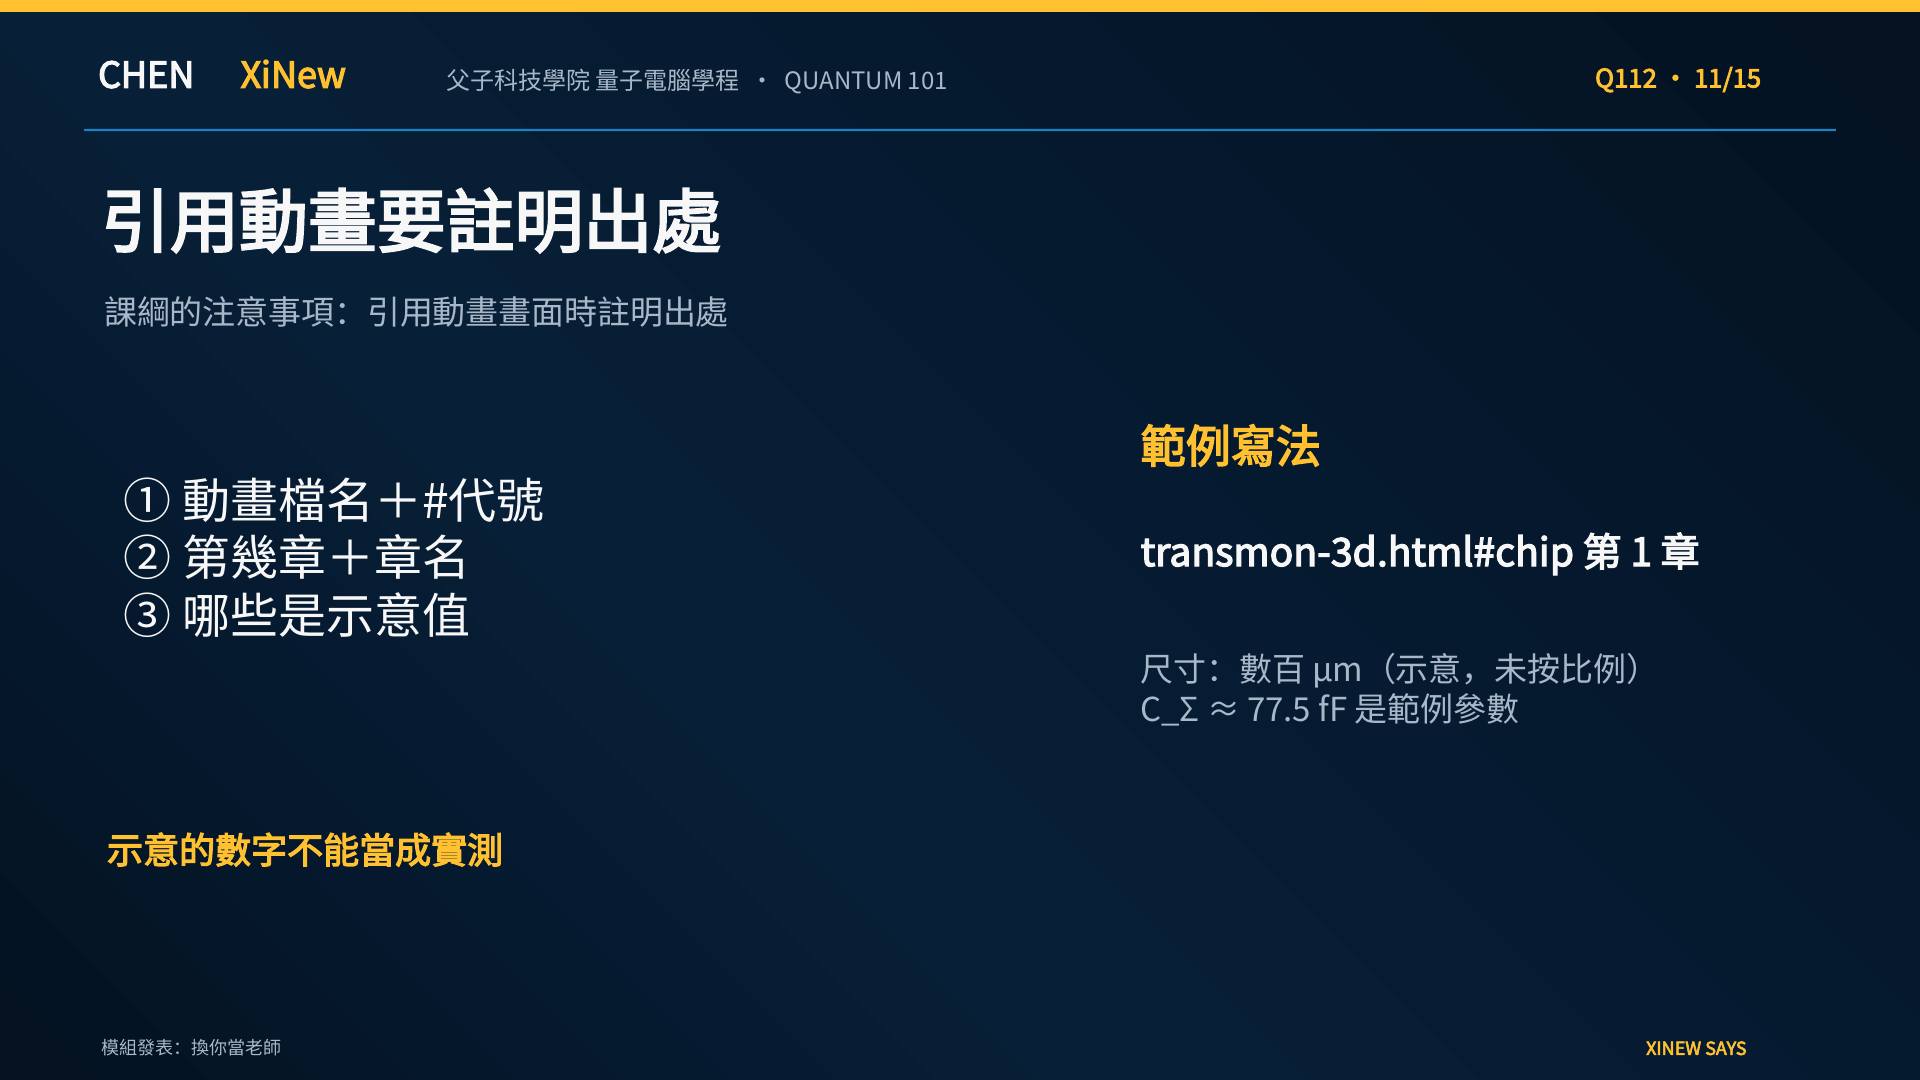 CHEN XiNew 父子科技學院 量子電腦學程 · QUANTUM 101 Q112 · 11/15
引用動畫要註明出處
課綱的注意事項：引用動畫畫面時註明出處
① 動畫檔名＋#代號
② 第幾章＋章名
③ 哪些是示意值
示意的數字不能當成實測
範例寫法
transmon-3d.html#chip 第 1 章
尺寸：數百 μm（示意，未按比例）
C_Σ ≈ 77.5 fF 是範例參數
模組發表：換你當老師
XINEW SAYS